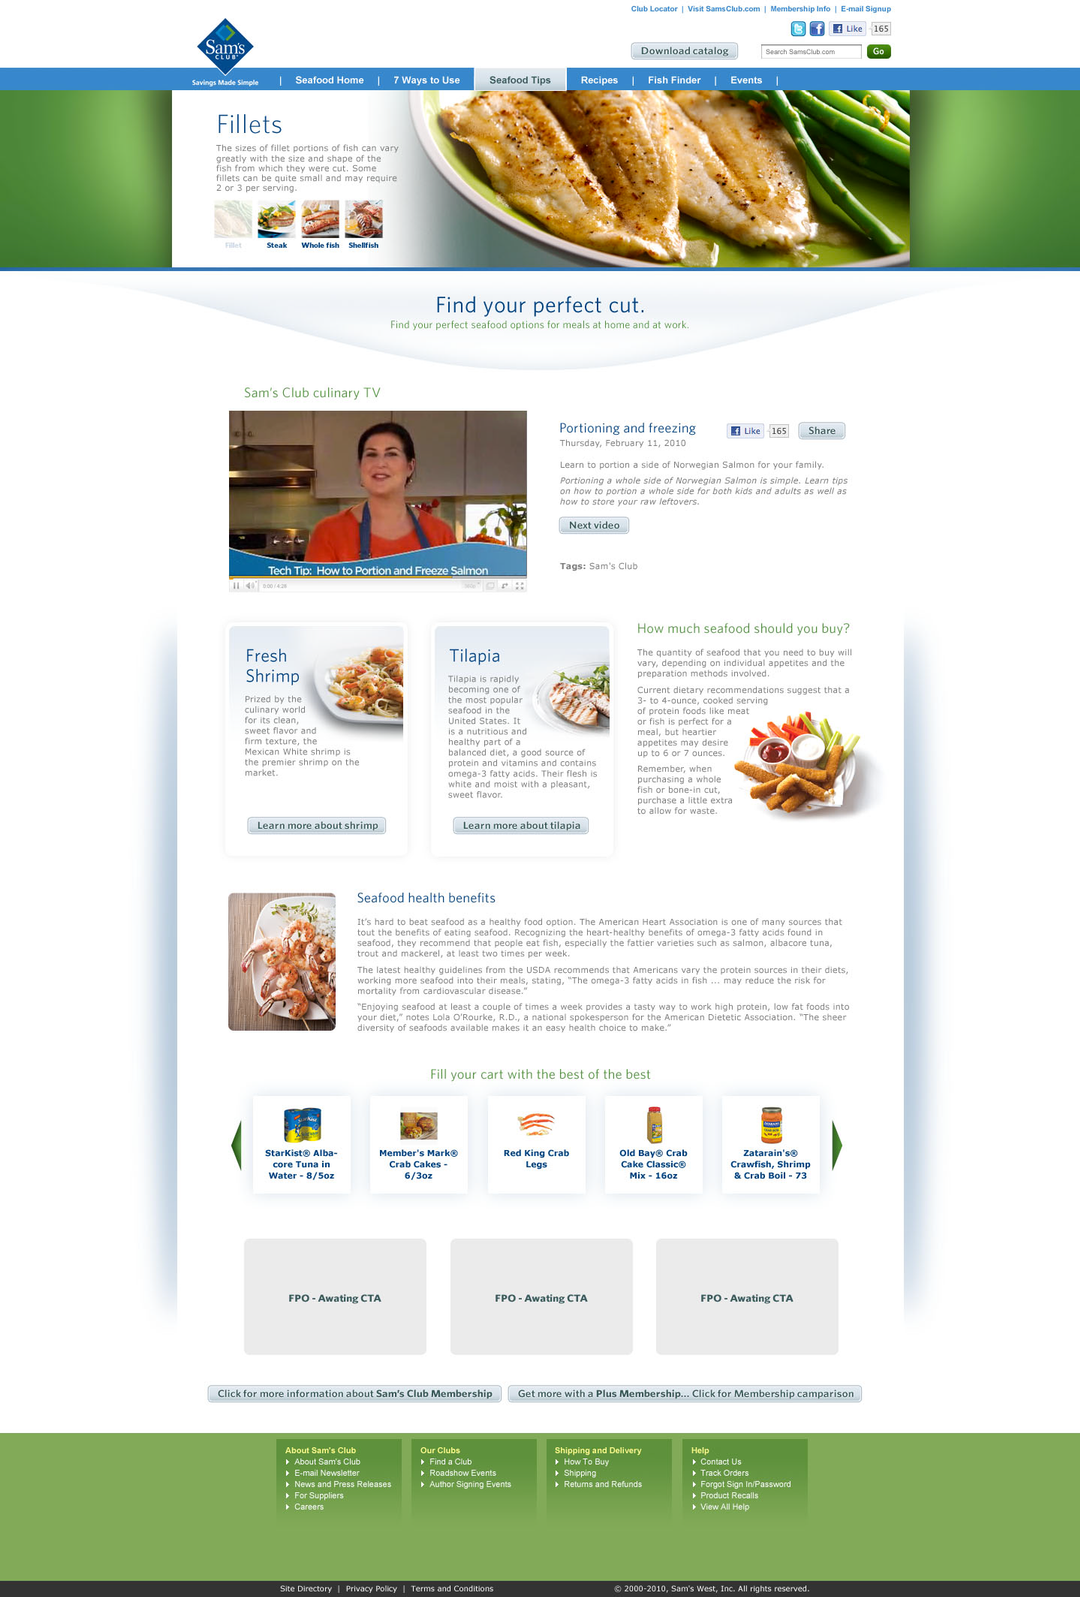 Club Locator | Visit SamsClub.com | Membership Info | E-mail Signup
Like 165
Sam's
CLUB
Savings Made Simple
Download catalog
Search SamsClub.com
Go
| Seafood Home | 7 Ways to Use Seafood Tips Recipes | Fish Finder | Events |
Fillets
The sizes of fillet portions of fish can vary
greatly with the size and shape of the
fish from which they were cut. Some
fillets can be quite small and may require
2 or 3 per serving.
Fillet Steak Whole fish Shellfish
Find your perfect cut.
Find your perfect seafood options for meals at home and at work.
Sam's Club culinary TV
Tech Tip: How to Portion and Freeze Salmon
Portioning and freezing
Thursday, February 11, 2010
Like 165 Share
Learn to portion a side of Norwegian Salmon for your family.
Portioning a whole side of Norwegian Salmon is simple. Learn tips
on how to portion a whole side for both kids and adults as well as
how to store your raw leftovers.
Next video
Tags: Sam's Club
Fresh
Shrimp
Prized by the
culinary world
for its clean,
sweet flavor and
firm texture, the
Mexican White shrimp is
the premier shrimp on the
market.
Learn more about shrimp
Tilapia
Tilapia is rapidly
becoming one of
the most popular
seafood in the
United States. It
is a nutritious and
healthy part of a
balanced diet, a good source of
protein and vitamins and contains
omega-3 fatty acids. Their flesh is
white and moist with a pleasant,
sweet flavor.
Learn more about tilapia
How much seafood should you buy?
The quantity of seafood that you need to buy will
vary, depending on individual appetites and the
preparation methods involved.
Current dietary recommendations suggest that a
3- to 4-ounce, cooked serving
of protein foods like meat
or fish is perfect for a
meal, but heartier
appetites may desire
up to 6 or 7 ounces.
Remember, when
purchasing a whole
fish or bone-in cut,
purchase a little extra
to allow for waste.
Seafood health benefits
It's hard to beat seafood as a healthy food option. The American Heart Association is one of many sources that
tout the benefits of eating seafood. Recognizing the heart-healthy benefits of omega-3 fatty acids found in
seafood, they recommend that people eat fish, especially the fattier varieties such as salmon, albacore tuna,
trout and mackerel, at least two times per week.
The latest healthy guidelines from the USDA recommends that Americans vary the protein sources in their diets,
working more seafood into their meals, stating, "The omega-3 fatty acids in fish ... may reduce the risk for
mortality from cardiovascular disease."
"Enjoying seafood at least a couple of times a week provides a tasty way to work high protein, low fat foods into
your diet," notes Lola O'Rourke, R.D., a national spokesperson for the American Dietetic Association. "The sheer
diversity of seafoods available makes it an easy health choice to make."
Fill your cart with the best of the best
StarKist® Alba-
core Tuna in
Water - 8/5oz
Member's Mark®
Crab Cakes -
6/3oz
Red King Crab
Legs
Old Bay® Crab
Cake Classic®
Mix - 16oz
Zatarain's®
Crawfish, Shrimp
& Crab Boil - 73
FPO - Awating CTA
FPO - Awating CTA
FPO - Awating CTA
Click for more information about Sam's Club Membership
Get more with a Plus Membership... Click for Membership camparison
About Sam's Club
About Sam's Club
E-mail Newsletter
News and Press Releases
For Suppliers
Careers
Our Clubs
Find a Club
Roadshow Events
Author Signing Events
Shipping and Delivery
How To Buy
Shipping
Returns and Refunds
Help
Contact Us
Track Orders
Forgot Sign In/Password
Product Recalls
View All Help
Site Directory | Privacy Policy | Terms and Conditions
© 2000-2010, Sam's West, Inc. All rights reserved.